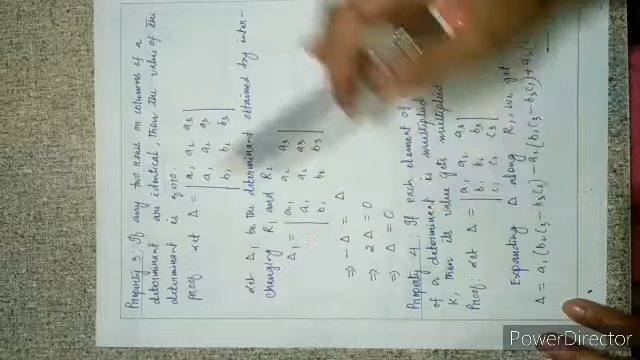 Property 3: If any two rows or columns of a
determinant are identical, then the value of the
determinant is zero.
proof: Let Δ = | a1 a2 a3 |
| a1 a2 a3 |
| b1 b2 b3 |
Let Δ1 be the determinant obtained by inter-
changing R1 and R2
Δ1 = | a1 a2 a3 |
| a1 a2 a3 |
| b1 b2 b3 |
⇒ -Δ = Δ
⇒ 2Δ = 0
⇒ Δ = 0
Property 4: If each element of
of a determinant is multiplied
K, then its value gets multiplied
Proof: Let Δ = | a1 a2 a3 |
| b1 b2 b3 |
| c1 c2 c3 |
Expanding Δ along R1, we get
Δ = a1(b2c3 - b3c2) - a2(b1c3 - b3c1) + a3(
PowerDirector